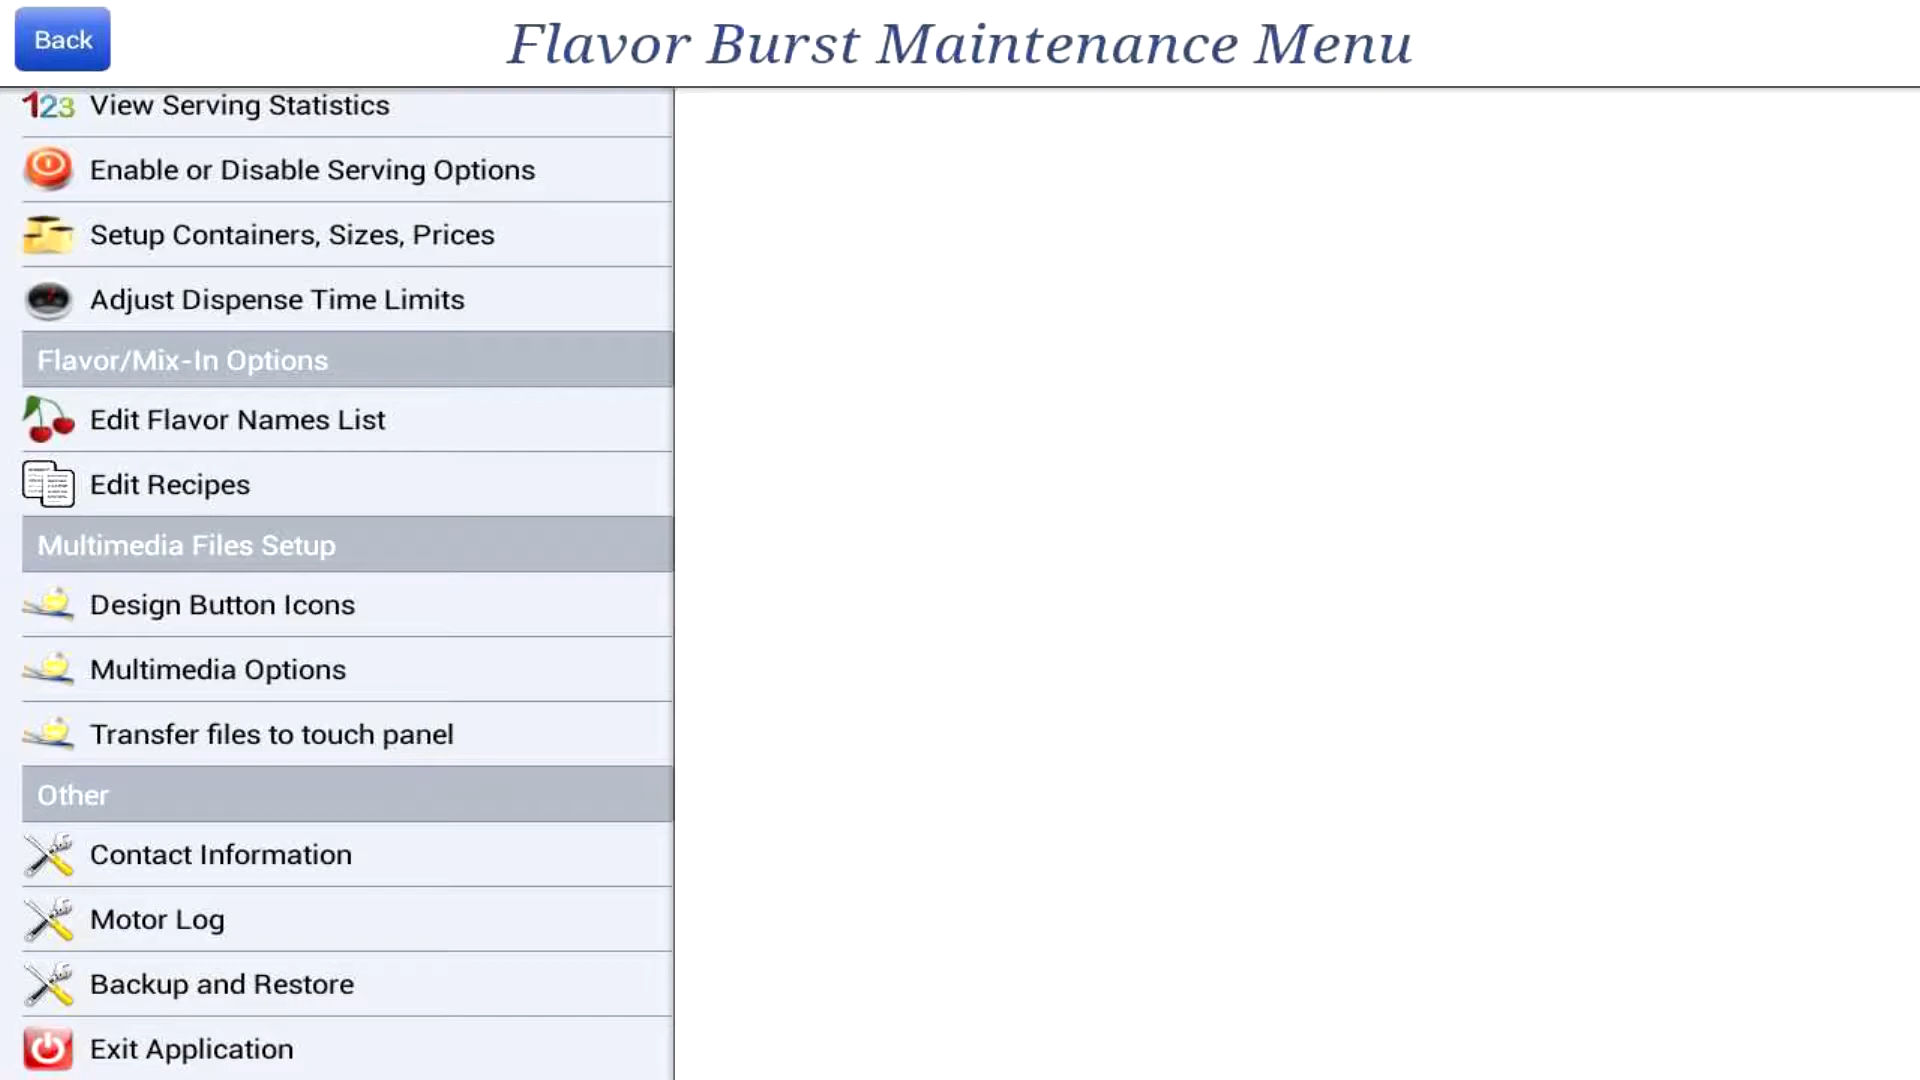 Back
Flavor Burst Maintenance Menu
123 View Serving Statistics
Enable or Disable Serving Options
Setup Containers, Sizes, Prices
Adjust Dispense Time Limits
Flavor/Mix-In Options
Edit Flavor Names List
Edit Recipes
Multimedia Files Setup
Design Button Icons
Multimedia Options
Transfer files to touch panel
Other
Contact Information
Motor Log
Backup and Restore
Exit Application